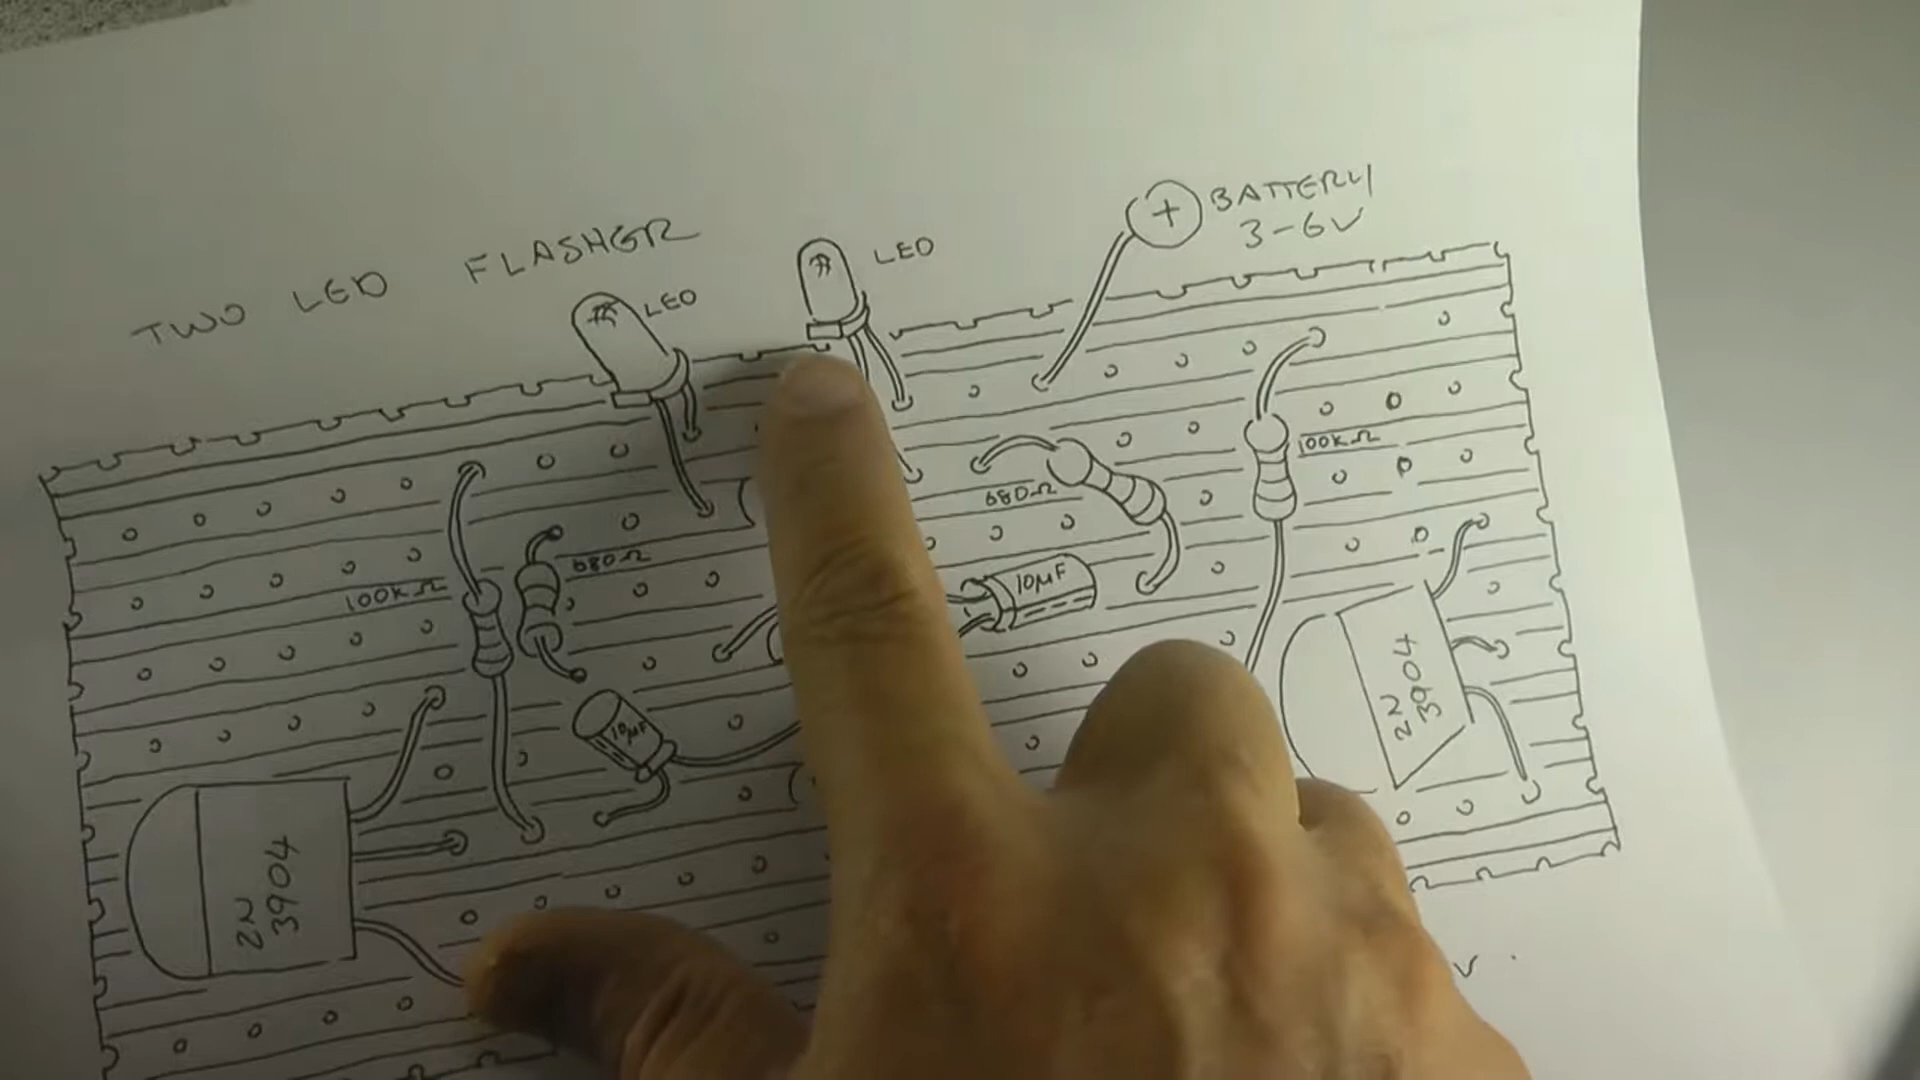 TWO LED FLASHER
LED
LED
BATTERY
3-6V
100KΩ
680Ω
680Ω
100KΩ
10µF
10µF
2N
3904
2N
3904